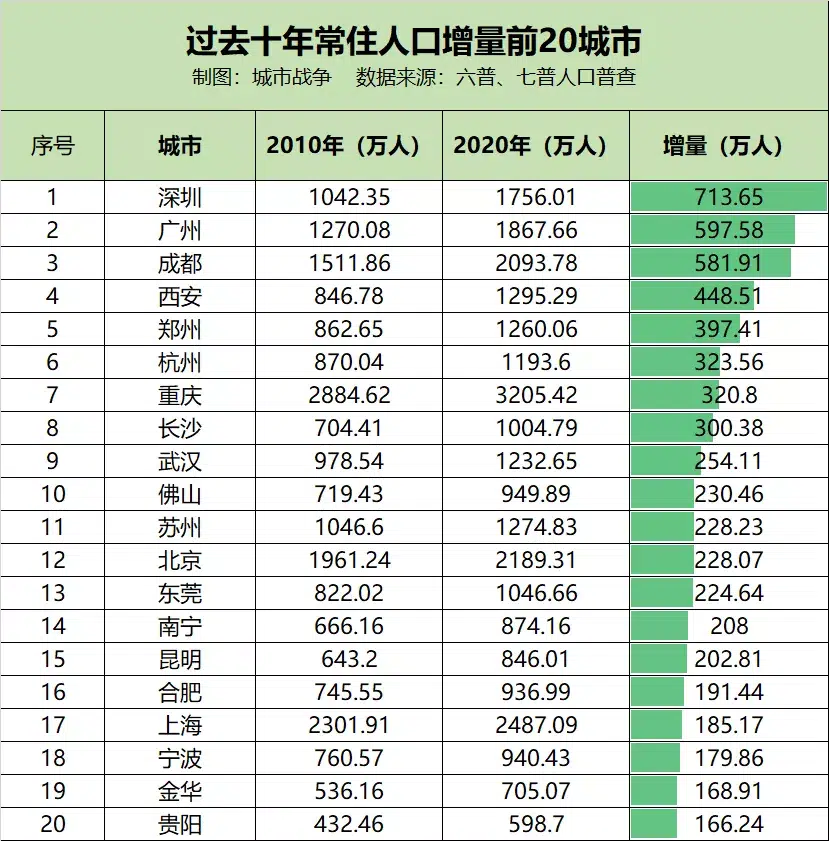 过去十年常住人口增量前20城市
制图：城市战争 数据来源：六普、七普人口普查
序号 城市 2010年（万人） 2020年（万人） 增量（万人）
1 深圳 1042.35 1756.01 713.65
2 广州 1270.08 1867.66 597.58
3 成都 1511.86 2093.78 581.91
4 西安 846.78 1295.29 448.51
5 郑州 862.65 1260.06 397.41
6 杭州 870.04 1193.6 323.56
7 重庆 2884.62 3205.42 320.8
8 长沙 704.41 1004.79 300.38
9 武汉 978.54 1232.65 254.11
10 佛山 719.43 949.89 230.46
11 苏州 1046.6 1274.83 228.23
12 北京 1961.24 2189.31 228.07
13 东莞 822.02 1046.66 224.64
14 南宁 666.16 874.16 208
15 昆明 643.2 846.01 202.81
16 合肥 745.55 936.99 191.44
17 上海 2301.91 2487.09 185.17
18 宁波 760.57 940.43 179.86
19 金华 536.16 705.07 168.91
20 贵阳 432.46 598.7 166.24